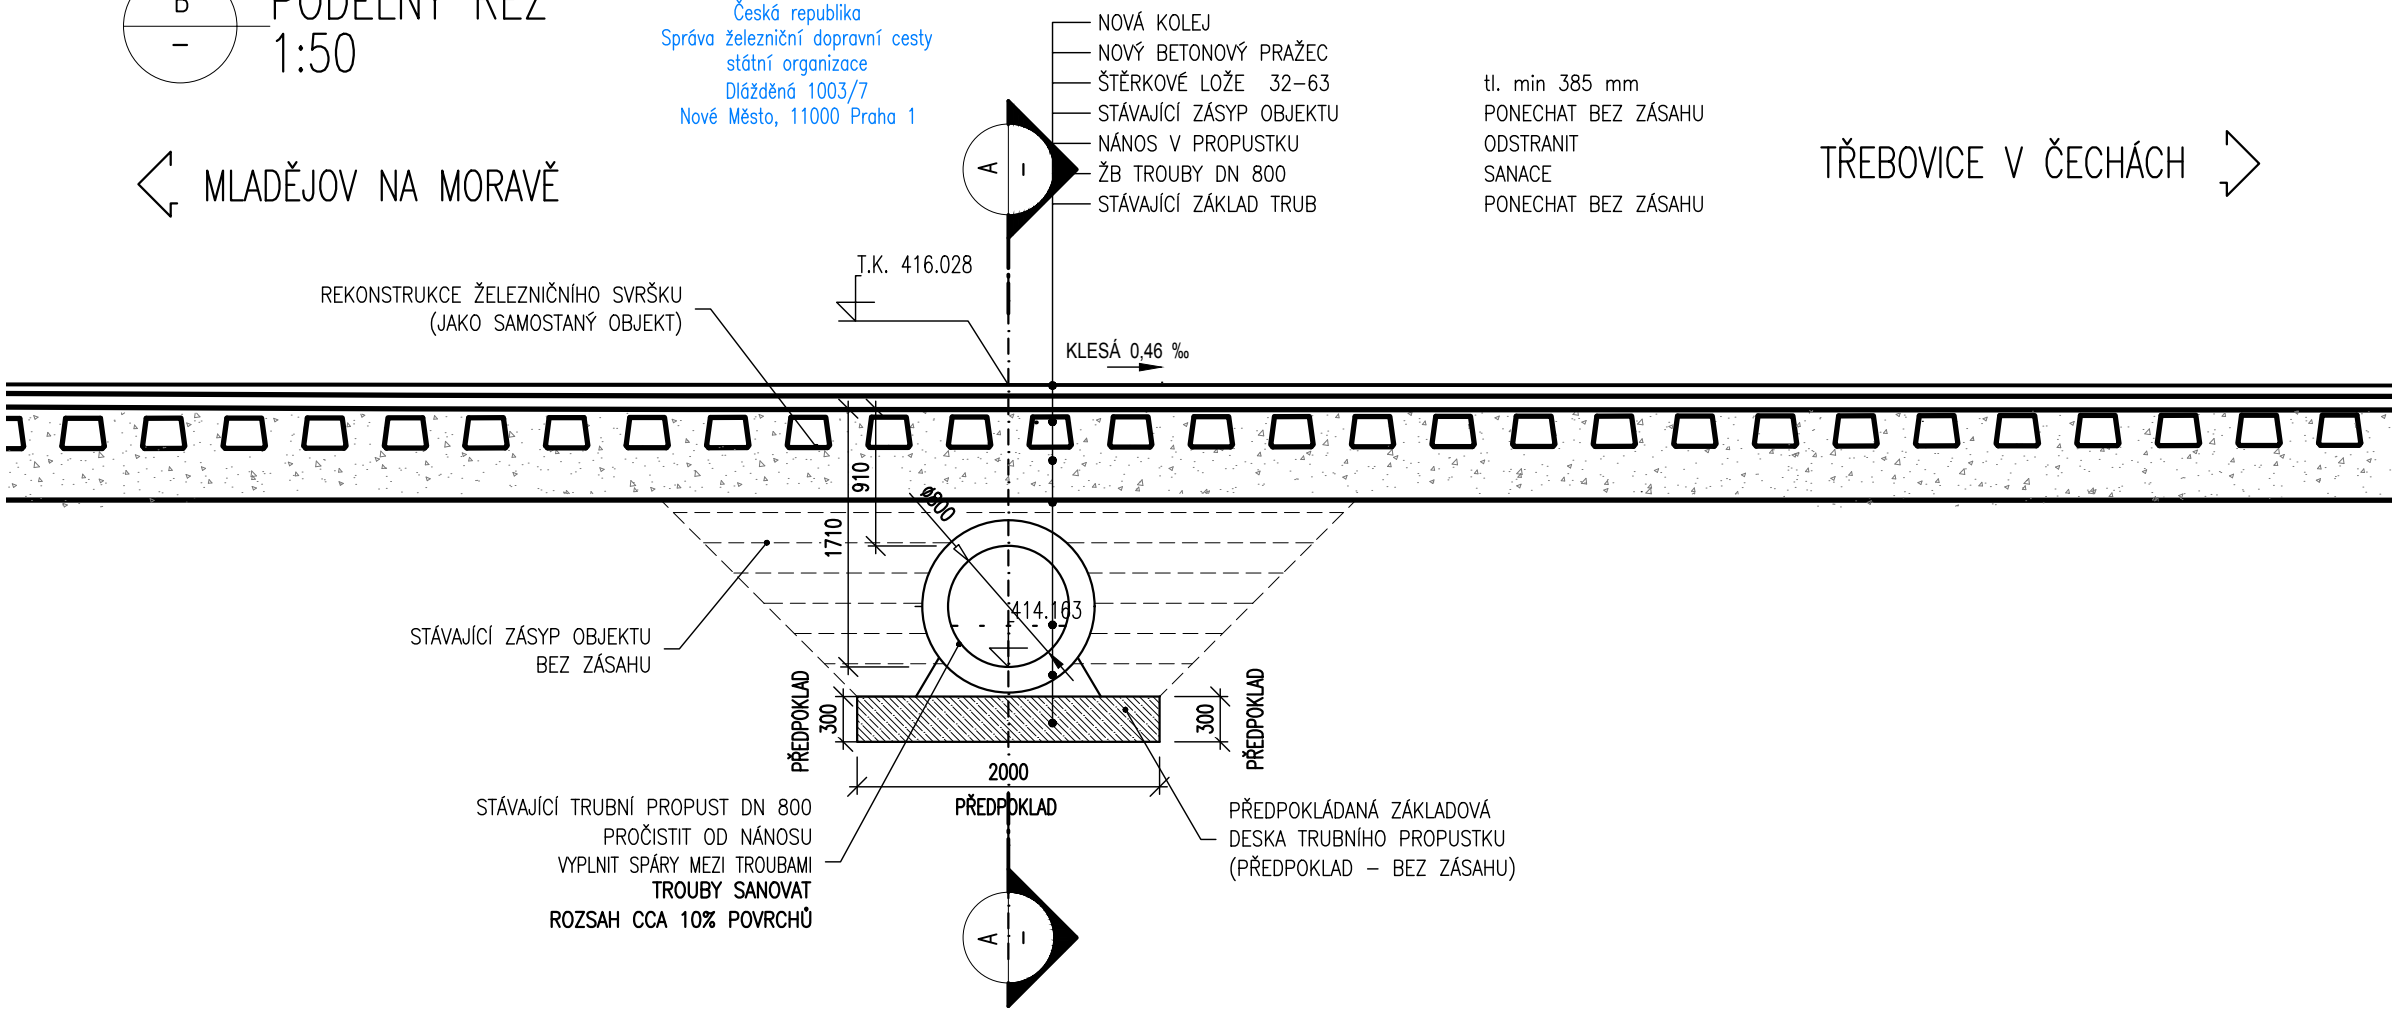 B
PODÉLNÝ ŘEZ
–
1:50
Česká republika
Správa železniční dopravní cesty
státní organizace
Dlážděná 1003/7
Nové Město, 11000 Praha 1
NOVÁ KOLEJ
NOVÝ BETONOVÝ PRAŽEC
ŠTĚRKOVÉ LOŽE 32–63 tl. min 385 mm
STÁVAJÍCÍ ZÁSYP OBJEKTU PONECHAT BEZ ZÁSAHU
NÁNOS V PROPUSTKU ODSTRANIT
ŽB TROUBY DN 800 SANACE
STÁVAJÍCÍ ZÁKLAD TRUB PONECHAT BEZ ZÁSAHU
A –
MLADĚJOV NA MORAVĚ
TŘEBOVICE V ČECHÁCH
T.K. 416.028
REKONSTRUKCE ŽELEZNIČNÍHO SVRŠKU
(JAKO SAMOSTANÝ OBJEKT)
KLESÁ 0,46 ‰
910
1710
ø800
414.163
STÁVAJÍCÍ ZÁSYP OBJEKTU
BEZ ZÁSAHU
PŘEDPOKLAD
300
300
PŘEDPOKLAD
2000
PŘEDPOKLAD
STÁVAJÍCÍ TRUBNÍ PROPUST DN 800
PROČISTIT OD NÁNOSU
VYPLNIT SPÁRY MEZI TROUBAMI
TROUBY SANOVAT
ROZSAH CCA 10% POVRCHŮ
PŘEDPOKLÁDANÁ ZÁKLADOVÁ
DESKA TRUBNÍHO PROPUSTKU
(PŘEDPOKLAD – BEZ ZÁSAHU)
A –